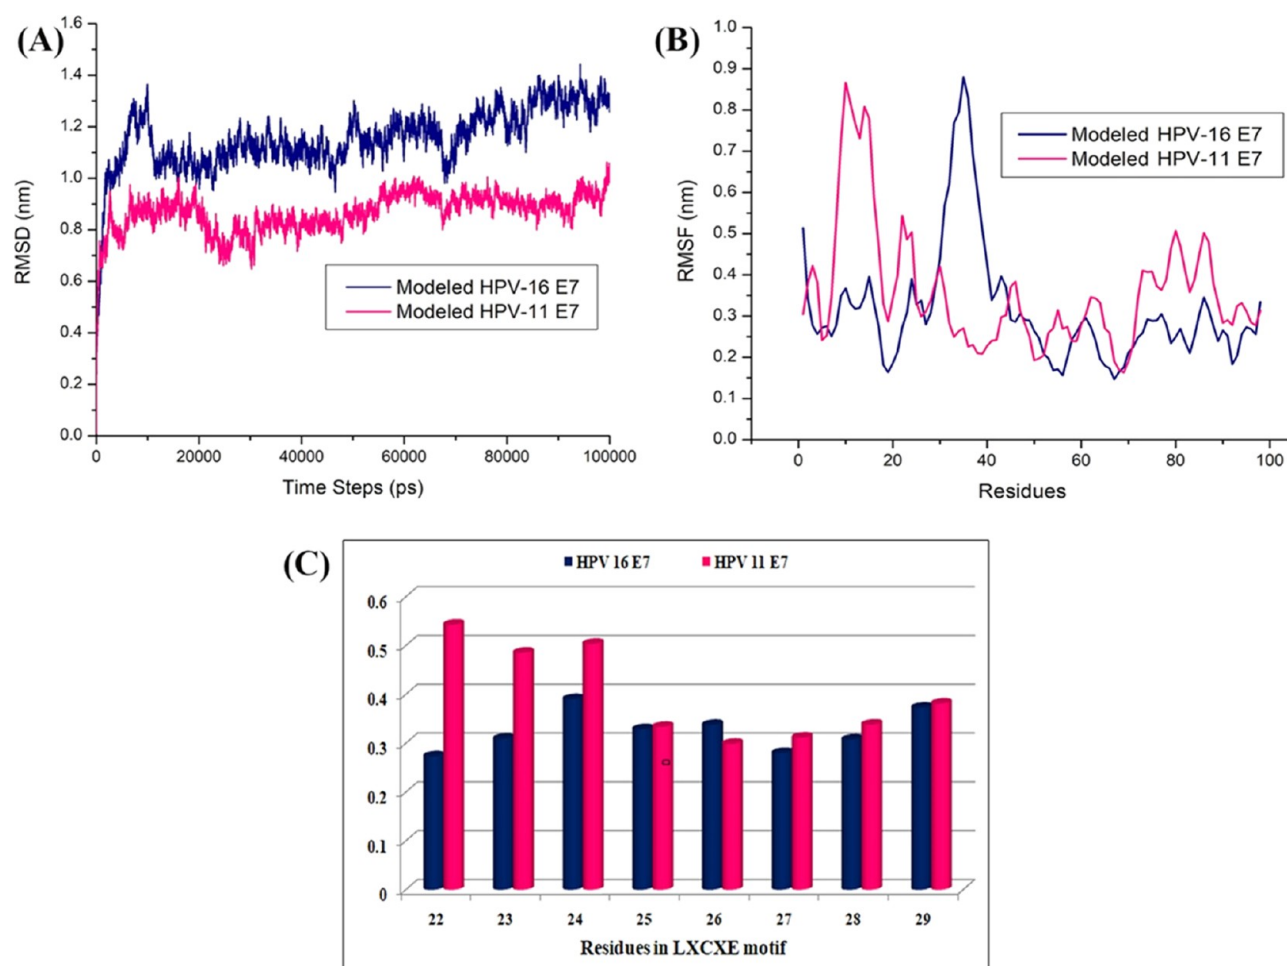 (A)
1.6
1.4
1.2
1.0
0.8
0.6
0.4
0.2
0.0
RMSD (nm)
Modeled HPV-16 E7
Modeled HPV-11 E7
0 20000 40000 60000 80000 100000
Time Steps (ps)
(B)
1.0
0.9
0.8
0.7
0.6
0.5
0.4
0.3
0.2
0.1
0.0
RMSF (nm)
Modeled HPV-16 E7
Modeled HPV-11 E7
0 20 40 60 80 100
Residues
(C)
HPV 16 E7 HPV 11 E7
0.6
0.5
0.4
0.3
0.2
0.1
0
22 23 24 25 26 27 28 29
Residues in LXCXE motif